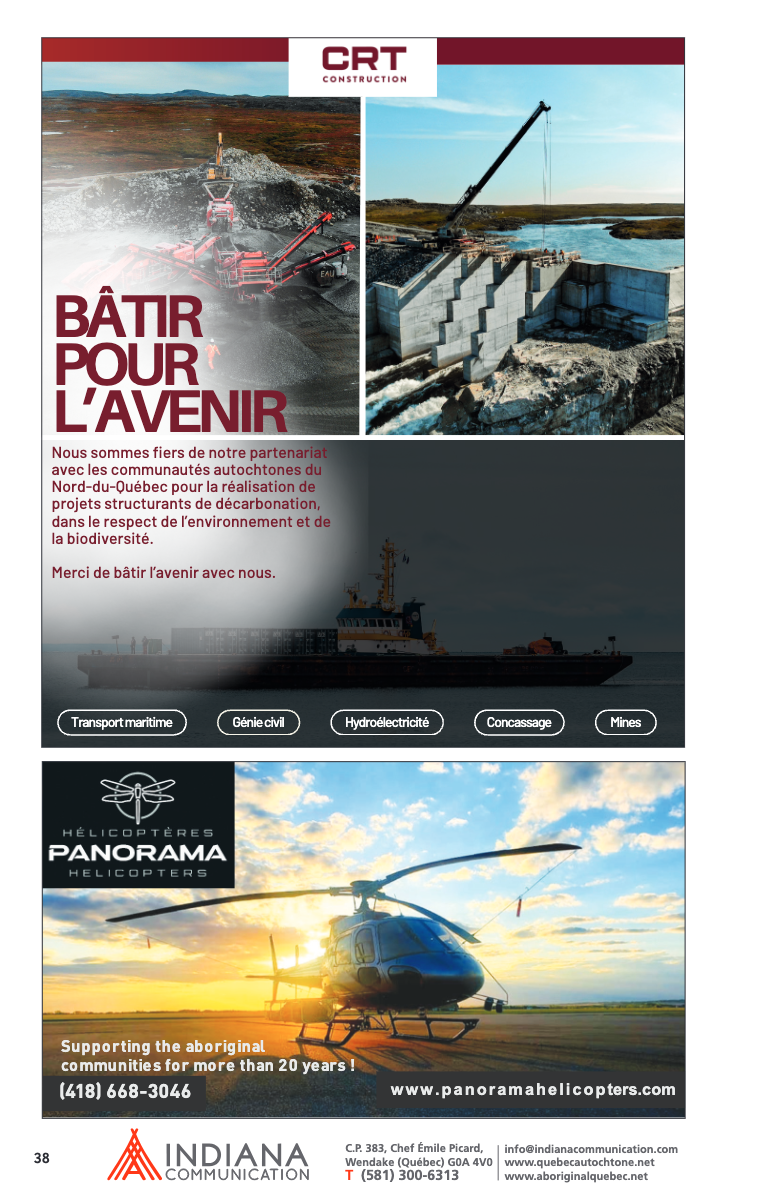 CRT
CONSTRUCTION
EAU
BÂTIR
POUR
L'AVENIR
Nous sommes fiers de notre partenariat
avec les communautés autochtones du
Nord-du-Québec pour la réalisation de
projets structurants de décarbonation,
dans le respect de l'environnement et de
la biodiversité.
Merci de bâtir l'avenir avec nous.
Transport maritime
Génie civil
Hydroélectricité
Concassage
Mines
HÉLICOPTÈRES
PANORAMA
HELICOPTERS
Supporting the aboriginal
communities for more than 20 years !
(418) 668-3046
www.panoramahelicopters.com
38
INDIANA
COMMUNICATION
C.P. 383, Chef Émile Picard,
Wendake (Québec) G0A 4V0
T (581) 300-6313
info@indianacommunication.com
www.quebecautochtone.net
www.aboriginalquebec.net